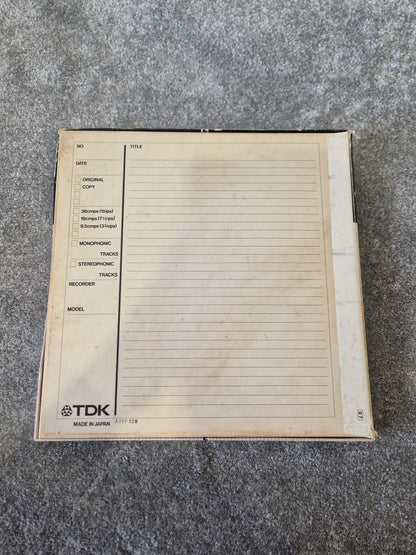 NO.
TITLE
DATE
ORIGINAL
COPY
38cmps (15ips)
19cmps (7½ips)
9.5cmps (3¾ips)
MONOPHONIC
TRACKS
STEREOPHONIC
TRACKS
RECORDER
MODEL
TDK
MADE IN JAPAN